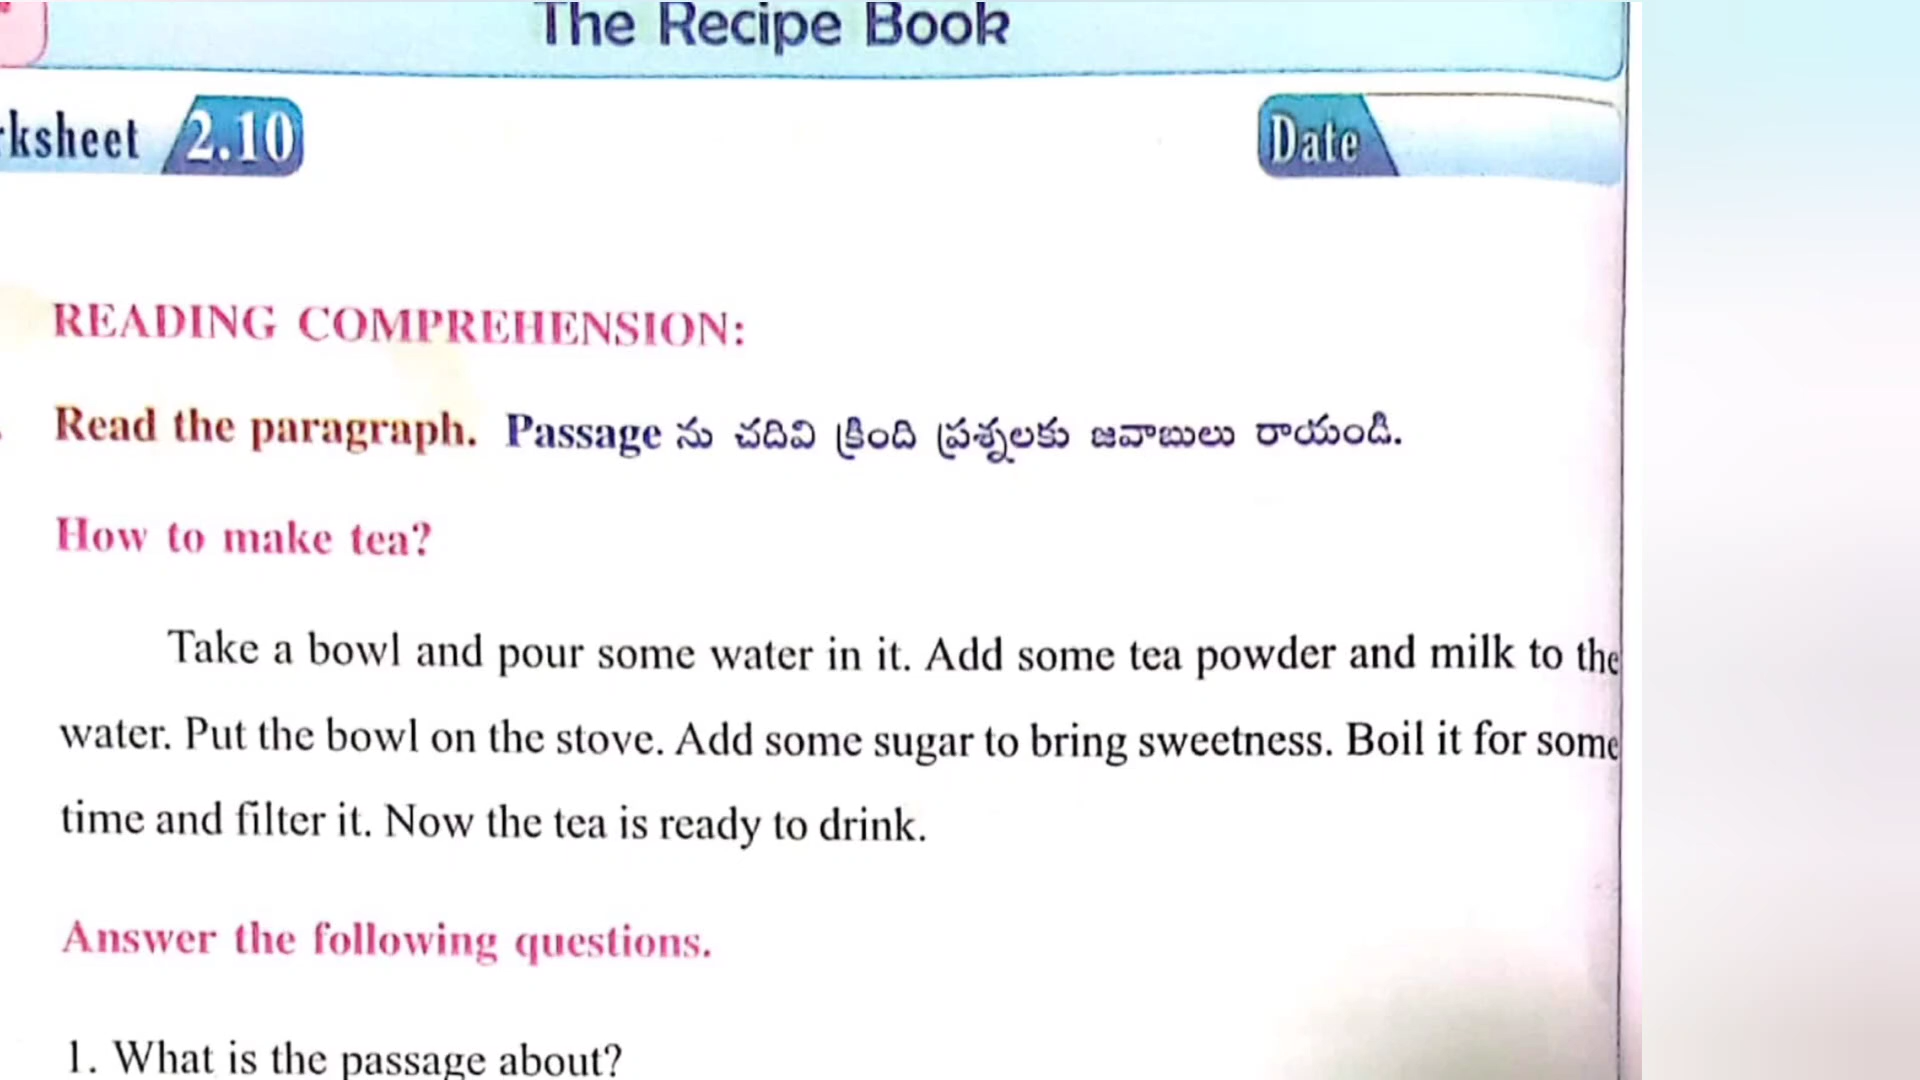 The Recipe Book
rksheet 2.10
Date
READING COMPREHENSION:
Read the paragraph. Passage ను చదివి క్రింది ప్రశ్నలకు జవాబులు రాయండి.
How to make tea?
Take a bowl and pour some water in it. Add some tea powder and milk to the
water. Put the bowl on the stove. Add some sugar to bring sweetness. Boil it for some
time and filter it. Now the tea is ready to drink.
Answer the following questions.
1. What is the passage about?